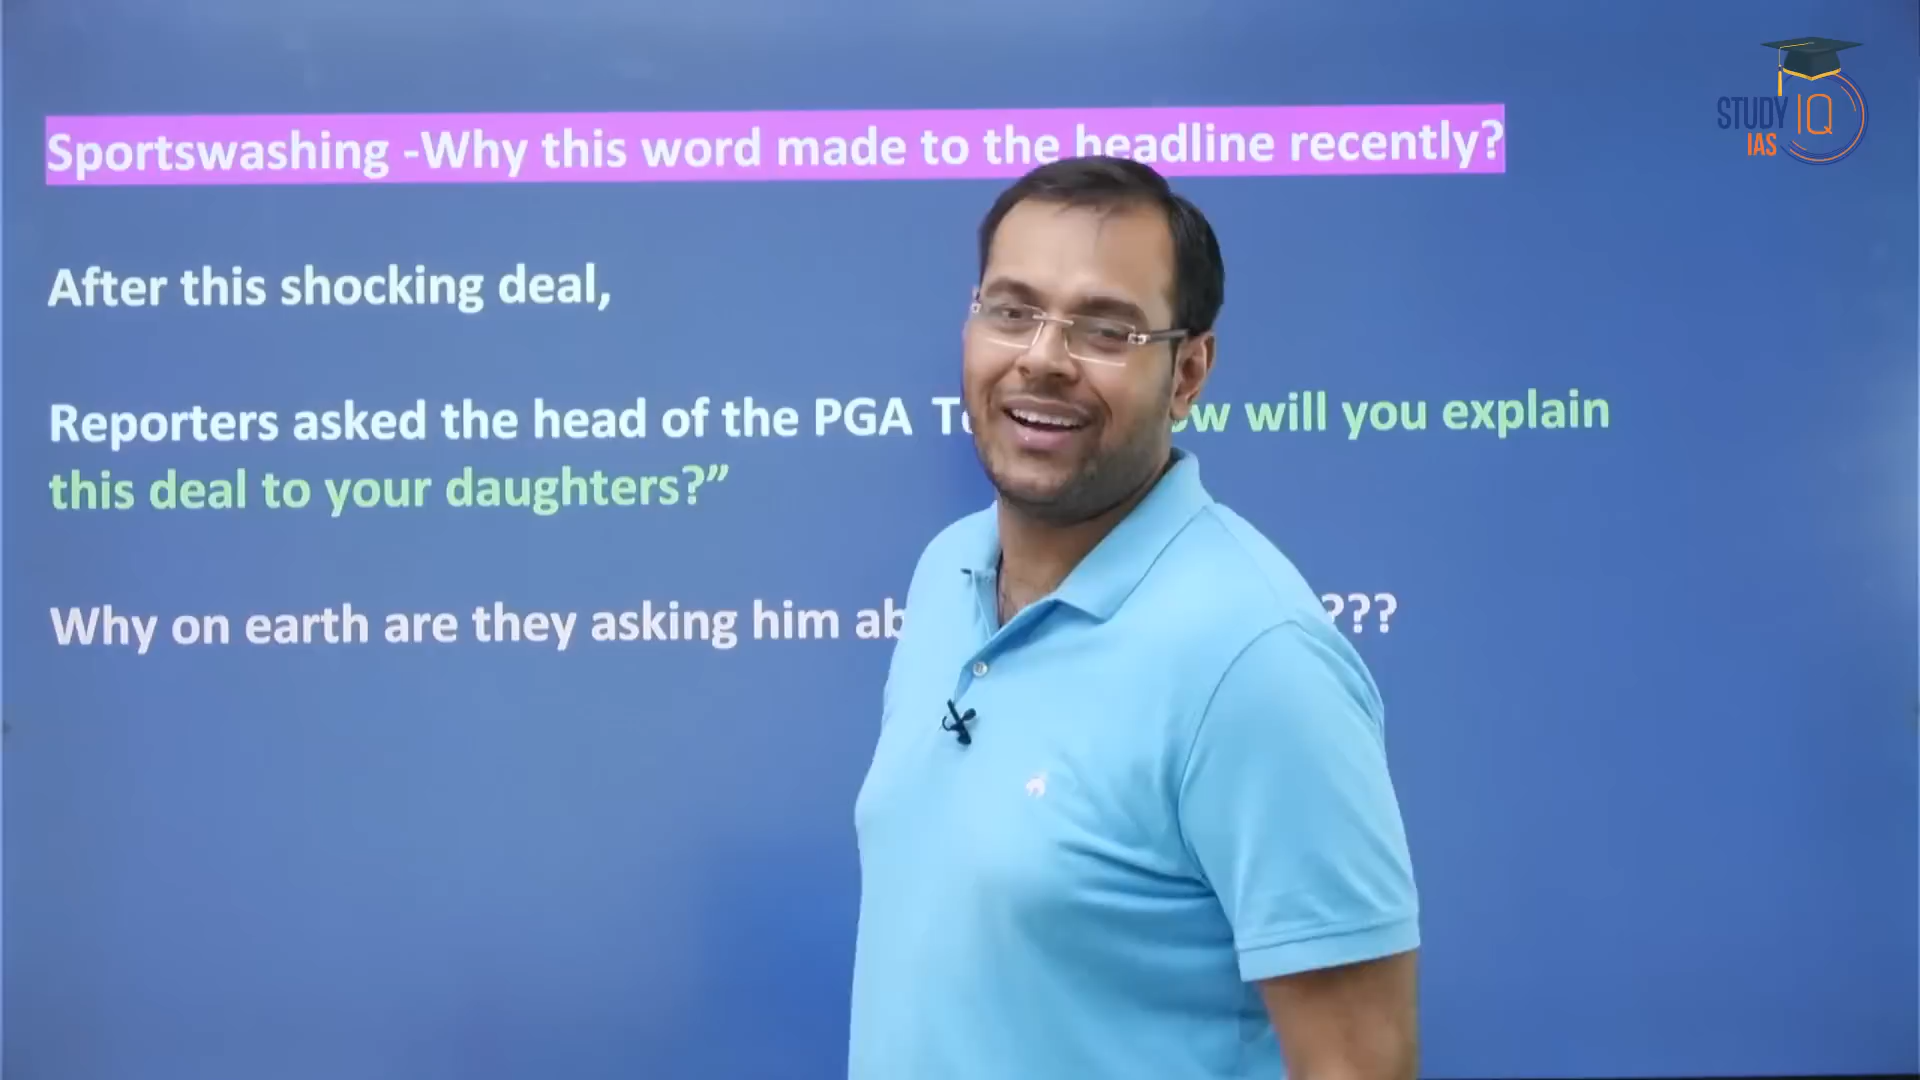 Sportswashing -Why this word made to the headline recently?
After this shocking deal,
Reporters asked the head of the PGA will you explain
this deal to your daughters?”
Why on earth are they asking him ???
STUDY IQ
IAS